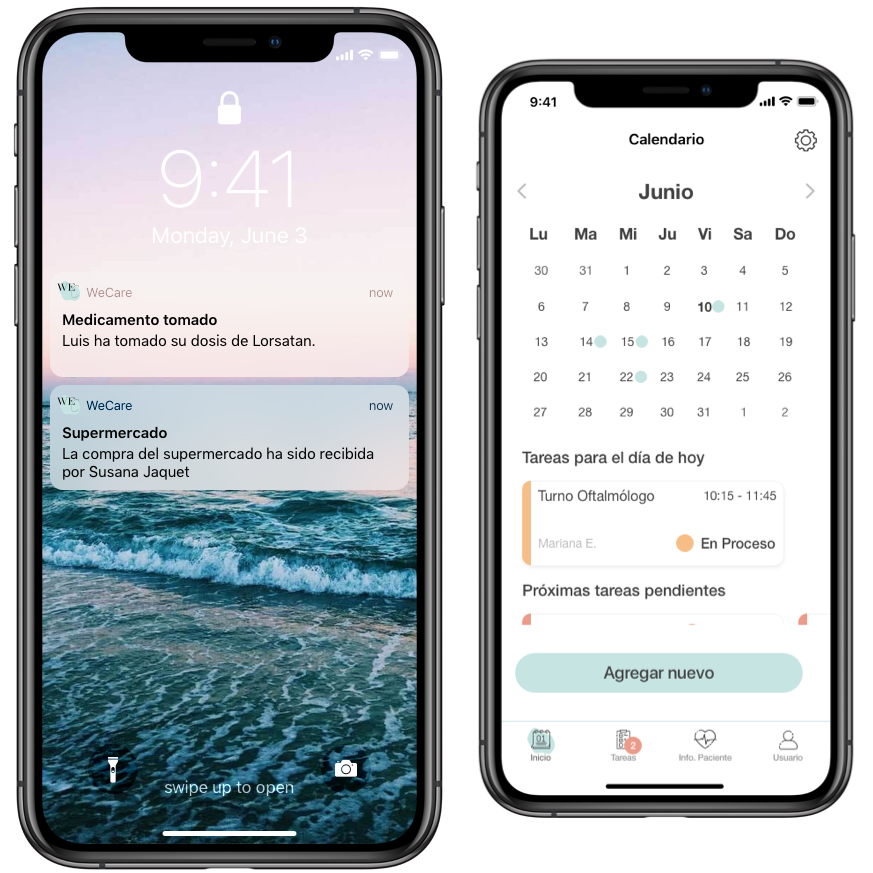 9:41
Monday, June 3
WE
WeCare
now
Medicamento tomado
Luis ha tomado su dosis de Lorsatan.
WE
WeCare
now
Supermercado
La compra del supermercado ha sido recibida
por Susana Jaquet
swipe up to open
9:41
Calendario
Junio
Lu Ma Mi Ju Vi Sa Do
30 31 1 2 3 4 5
6 7 8 9 10 11 12
13 14 15 16 17 18 19
20 21 22 23 24 25 26
27 28 29 30 31 1 2
Tareas para el día de hoy
Turno Oftalmólogo 10:15 - 11:45
Mariana E. En Proceso
Próximas tareas pendientes
Agregar nuevo
01
2
Inicio Tareas Info. Paciente Usuario